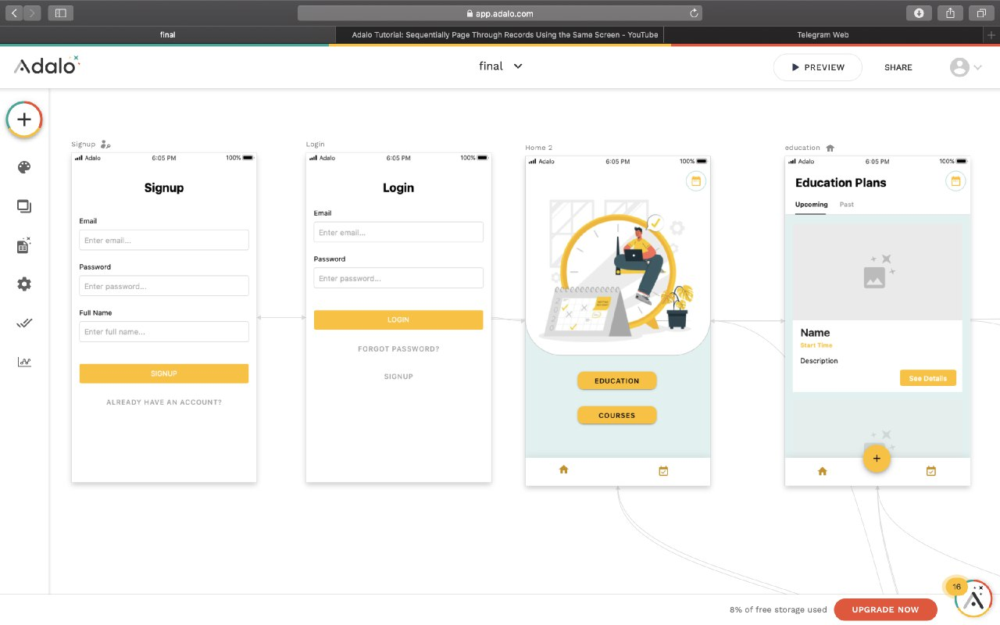 app.adalo.com
final
Adalo Tutorial: Sequentially Page Through Records Using the Same Screen - YouTube
Telegram Web
Adalo
final
PREVIEW
SHARE
Signup
Adalo 6:05 PM 100%
Signup
Email
Enter email...
Password
Enter password...
Full Name
Enter full name...
SIGNUP
ALREADY HAVE AN ACCOUNT?
Login
Adalo 6:05 PM 100%
Login
Email
Enter email...
Password
Enter password...
LOGIN
FORGOT PASSWORD?
SIGNUP
Home 2
Adalo 6:05 PM 100%
EDUCATION
COURSES
education
Adalo 6:05 PM 100%
Education Plans
Upcoming Past
Name
Start Time
Description
See Details
8% of free storage used
UPGRADE NOW
16